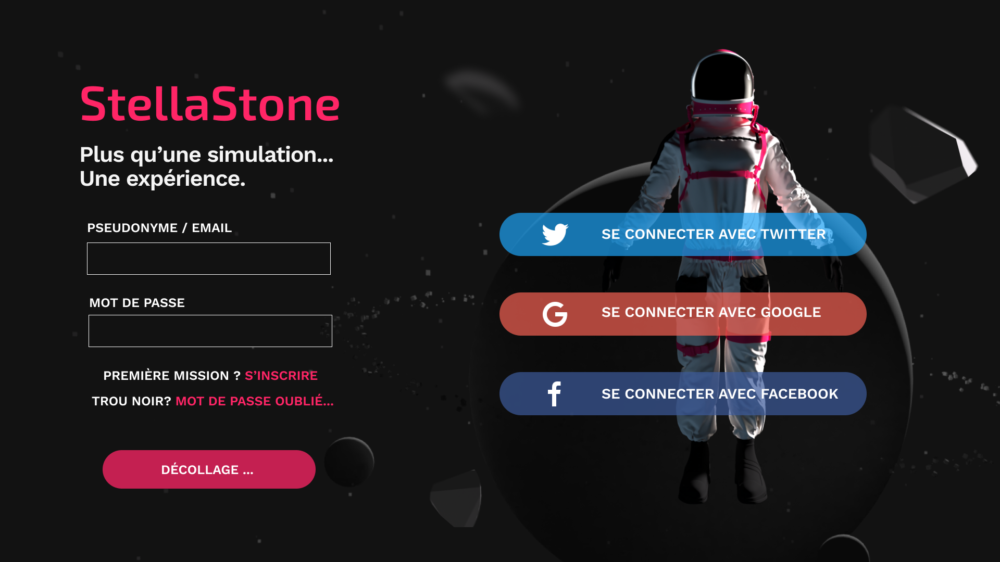 StellaStone
Plus qu’une simulation...
Une expérience.
PSEUDONYME / EMAIL
MOT DE PASSE
PREMIÈRE MISSION ? S’INSCRIRE
TROU NOIR? MOT DE PASSE OUBLIÉ...
DÉCOLLAGE ...
SE CONNECTER AVEC TWITTER
SE CONNECTER AVEC GOOGLE
SE CONNECTER AVEC FACEBOOK